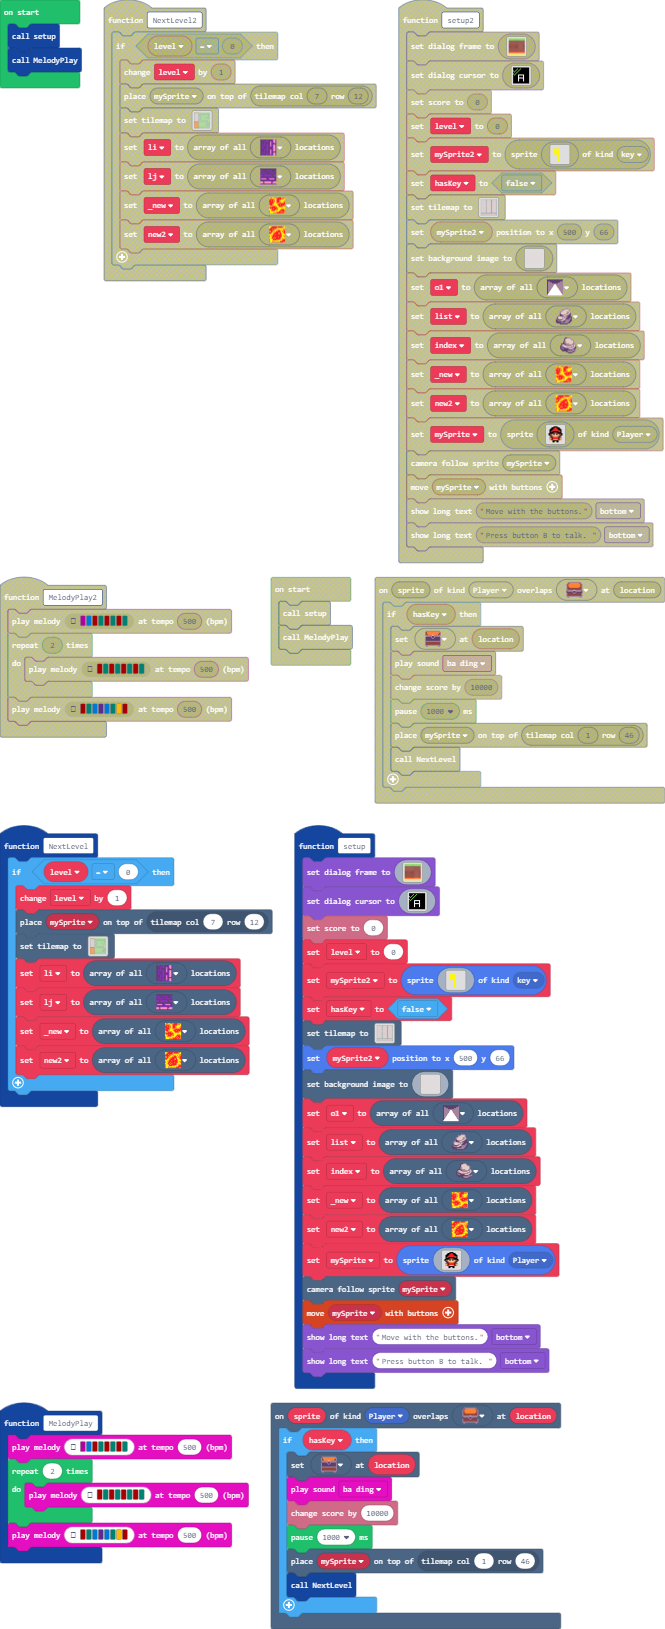 on start
call setup
call MelodyPlay
function NextLevel2
if level = 0 then
change level by 1
place mySprite on top of tilemap col 7 row 12
set tilemap to
set li to array of all locations
set lj to array of all locations
set _new to array of all locations
set new2 to array of all locations
function setup2
set dialog frame to
set dialog cursor to A
set score to 0
set level to 0
set mySprite2 to sprite of kind key
set hasKey to false
set tilemap to
set mySprite2 position to x 500 y 66
set background image to
set o1 to array of all locations
set list to array of all locations
set index to array of all locations
set _new to array of all locations
set new2 to array of all locations
set mySprite to sprite of kind Player
camera follow sprite mySprite
move mySprite with buttons
show long text "Move with the buttons." bottom
show long text "Press button B to talk. " bottom
function MelodyPlay2
play melody at tempo 500 (bpm)
repeat 2 times
do play melody at tempo 500 (bpm)
play melody at tempo 500 (bpm)
on start
call setup
call MelodyPlay
on sprite of kind Player overlaps at location
if hasKey then
set at location
play sound ba ding
change score by 10000
pause 1000 ms
place mySprite on top of tilemap col 1 row 46
call NextLevel
function NextLevel
if level = 0 then
change level by 1
place mySprite on top of tilemap col 7 row 12
set tilemap to
set li to array of all locations
set lj to array of all locations
set _new to array of all locations
set new2 to array of all locations
function setup
set dialog frame to
set dialog cursor to A
set score to 0
set level to 0
set mySprite2 to sprite of kind key
set hasKey to false
set tilemap to
set mySprite2 position to x 500 y 66
set background image to
set o1 to array of all locations
set list to array of all locations
set index to array of all locations
set _new to array of all locations
set new2 to array of all locations
set mySprite to sprite of kind Player
camera follow sprite mySprite
move mySprite with buttons
show long text "Move with the buttons." bottom
show long text "Press button B to talk. " bottom
function MelodyPlay
play melody at tempo 500 (bpm)
repeat 2 times
do play melody at tempo 500 (bpm)
play melody at tempo 500 (bpm)
on sprite of kind Player overlaps at location
if hasKey then
set at location
play sound ba ding
change score by 10000
pause 1000 ms
place mySprite on top of tilemap col 1 row 46
call NextLevel